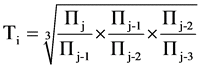 T_i = ∛(Π_j / Π_{j-1} × Π_{j-1} / Π_{j-2} × Π_{j-2} / Π_{j-3})